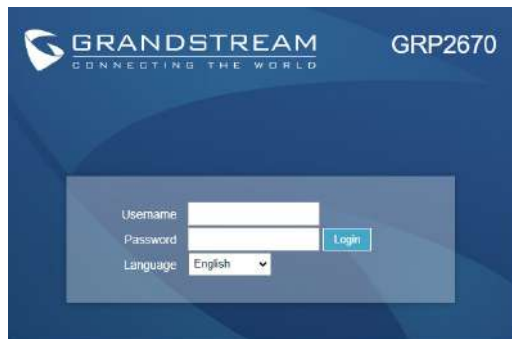 GRANDSTREAM
CONNECTING THE WORLD
GRP2670
Username
Password
Login
Language
English